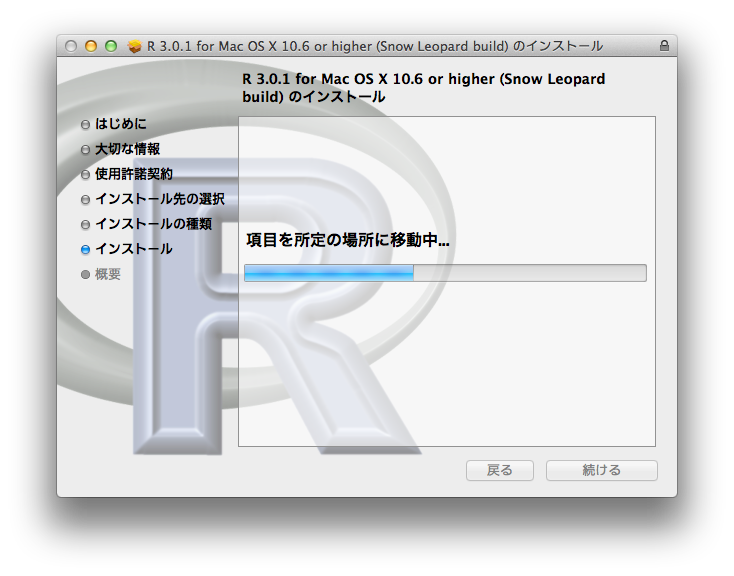 R 3.0.1 for Mac OS X 10.6 or higher (Snow Leopard build) のインストール
R 3.0.1 for Mac OS X 10.6 or higher (Snow Leopard
build) のインストール
はじめに
大切な情報
使用許諾契約
インストール先の選択
インストールの種類
インストール
概要
項目を所定の場所に移動中...
戻る
続ける